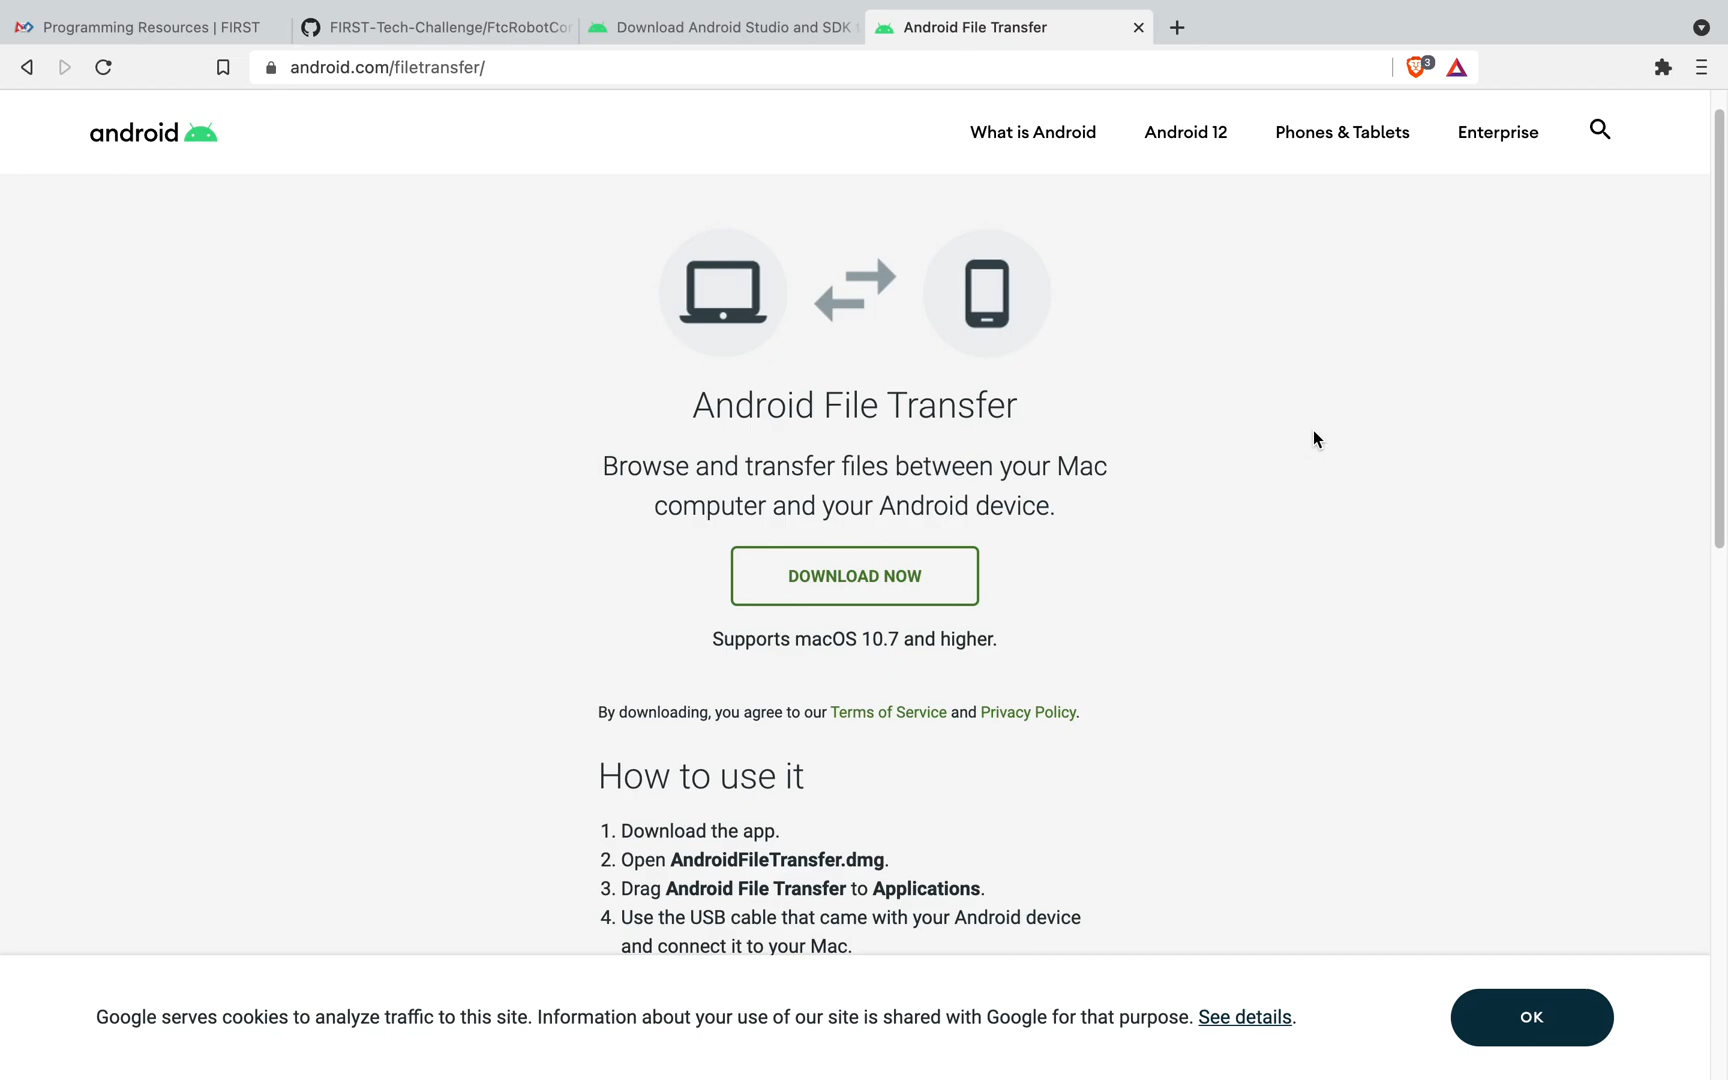 Programming Resources | FIRST
FIRST-Tech-Challenge/FtcRobotCor
Download Android Studio and SDK
Android File Transfer
android.com/filetransfer/
3
android
What is Android
Android 12
Phones & Tablets
Enterprise
Android File Transfer
Browse and transfer files between your Mac
computer and your Android device.
DOWNLOAD NOW
Supports macOS 10.7 and higher.
By downloading, you agree to our Terms of Service and Privacy Policy.
How to use it
1. Download the app.
2. Open AndroidFileTransfer.dmg.
3. Drag Android File Transfer to Applications.
4. Use the USB cable that came with your Android device
and connect it to your Mac.
Google serves cookies to analyze traffic to this site. Information about your use of our site is shared with Google for that purpose. See details.
OK